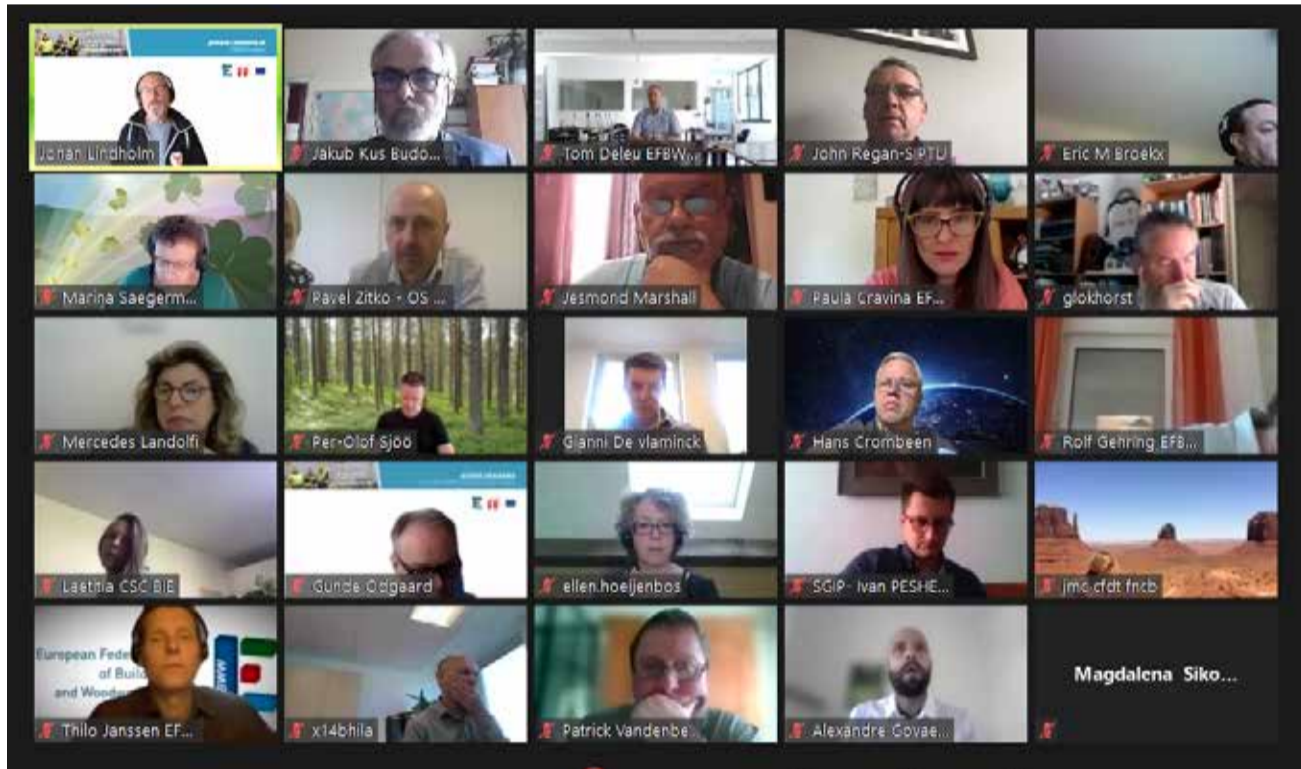 Johan Lindholm
Jakub Kus Budo...
Tom Deleu EFBW...
John Regan-SIPTU
Eric M Broekx
Marina Saegerm...
Pavel Zitko - OS ...
Jesmond Marshall
Paula Cravina EF...
glokhorst
Mercedes Landolfi
Per-Olof Sjöö
Gianni De vlaminck
Hans Crombeen
Rolf Gehring EFB...
Laetitia CSC BIE
Gunde Odgaard
ellen.hoeijenbos
SGiP- Ivan PESHE...
jmc cfdt fncb
European Fede
of Buil
and Woodw
Thilo Janssen EF...
x14bhila
Patrick Vandenbe...
Alexandre Govae...
Magdalena Siko...